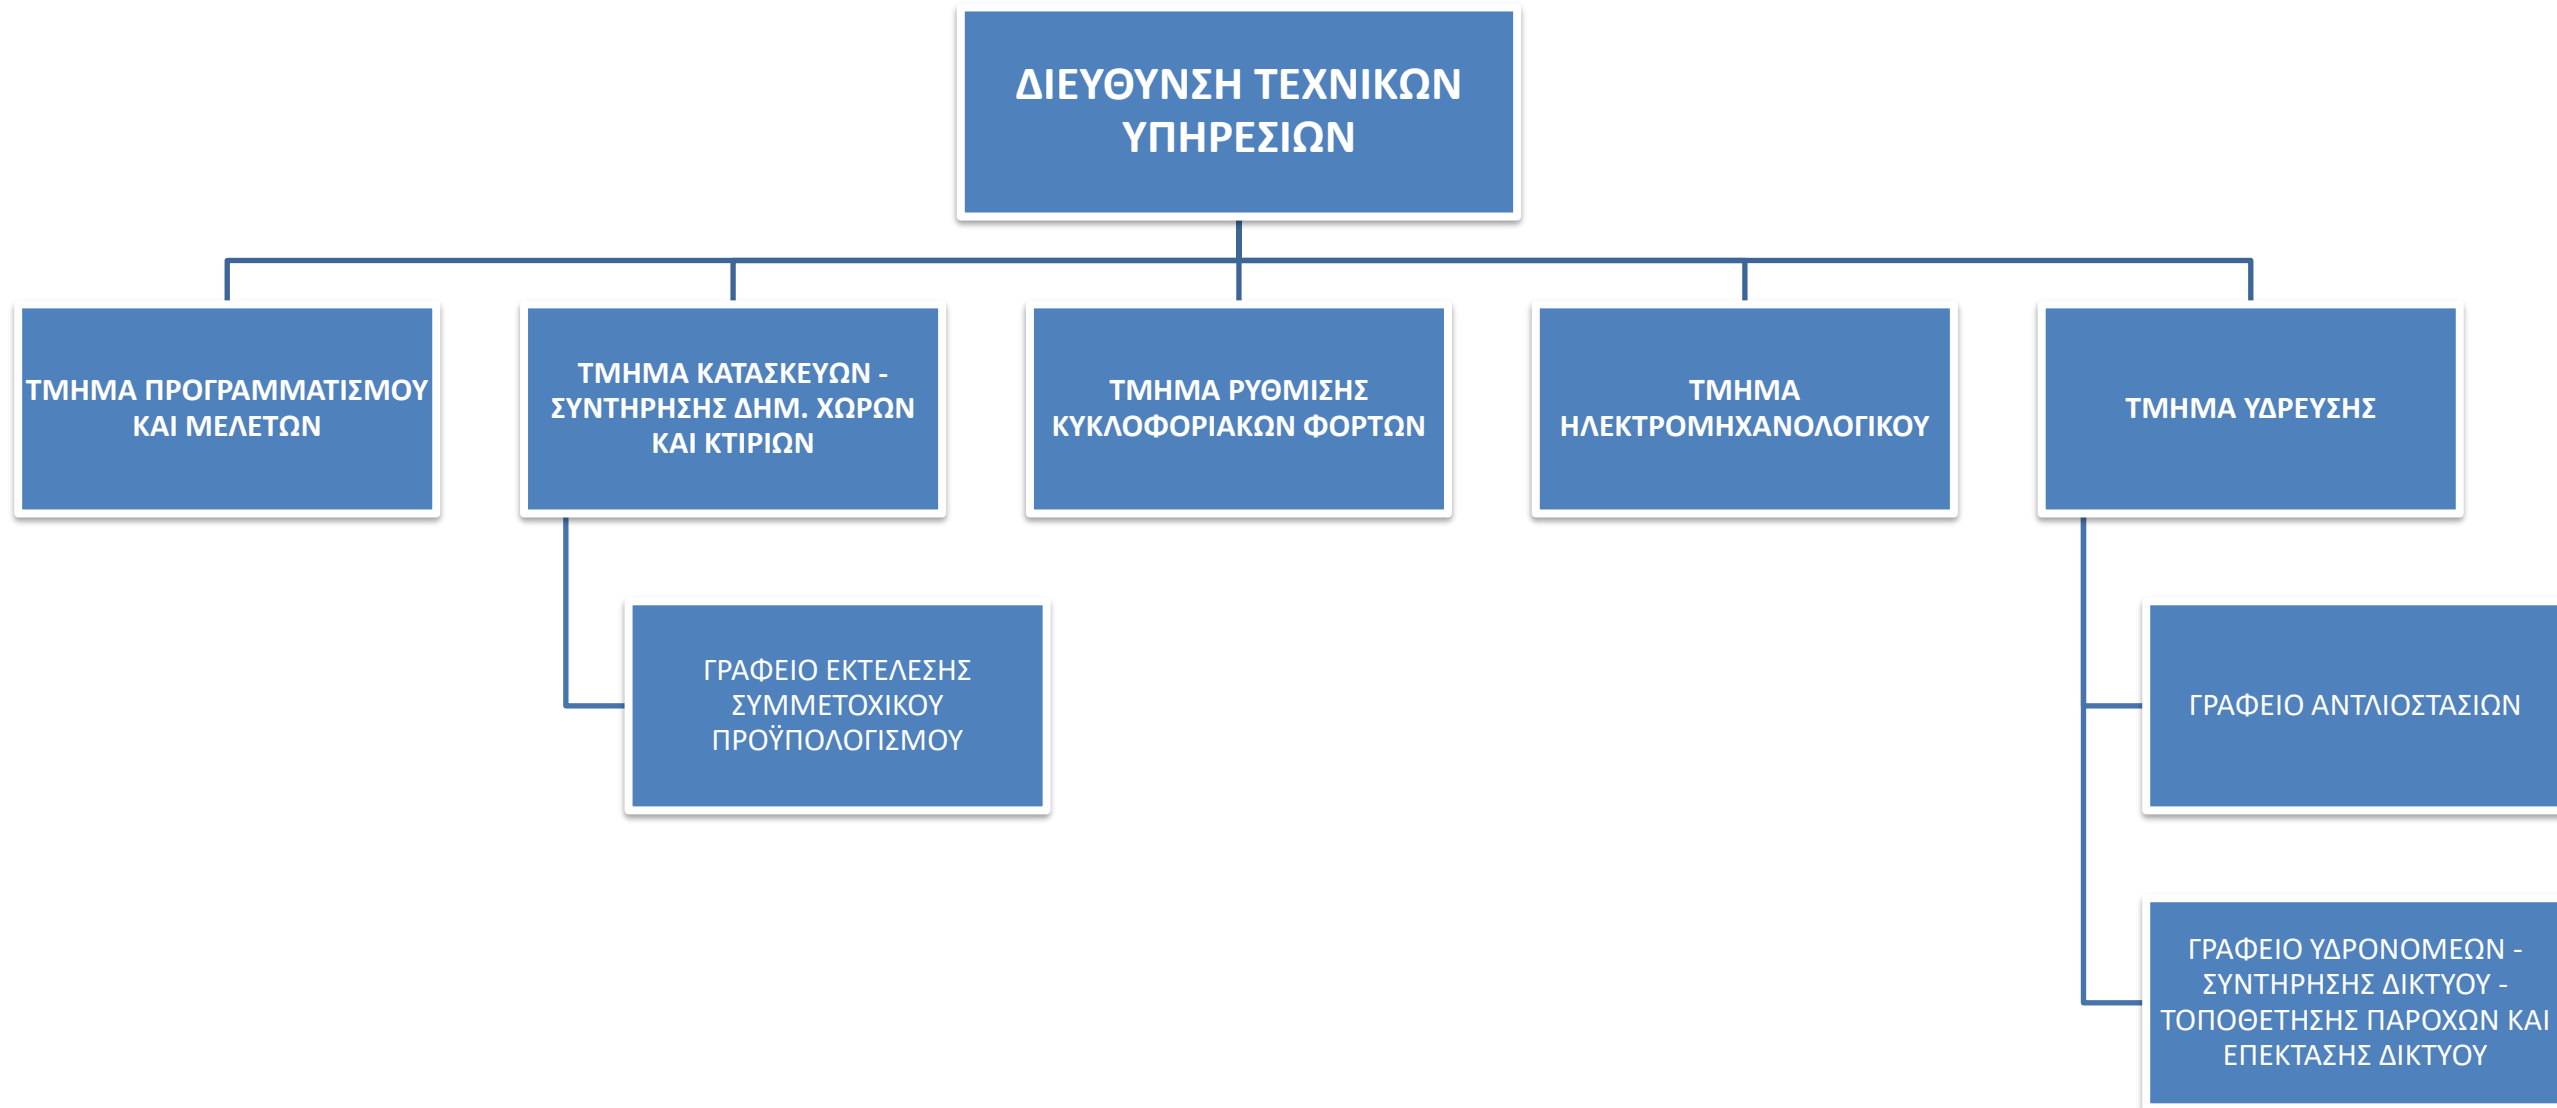 ΔΙΕΥΘΥΝΣΗ ΤΕΧΝΙΚΩΝ
ΥΠΗΡΕΣΙΩΝ
ΤΜΗΜΑ ΠΡΟΓΡΑΜΜΑΤΙΣΜΟΥ
ΚΑΙ ΜΕΛΕΤΩΝ
ΤΜΗΜΑ ΚΑΤΑΣΚΕΥΩΝ -
ΣΥΝΤΗΡΗΣΗΣ ΔΗΜ. ΧΩΡΩΝ
ΚΑΙ ΚΤΙΡΙΩΝ
ΤΜΗΜΑ ΡΥΘΜΙΣΗΣ
ΚΥΚΛΟΦΟΡΙΑΚΩΝ ΦΟΡΤΩΝ
ΤΜΗΜΑ
ΗΛΕΚΤΡΟΜΗΧΑΝΟΛΟΓΙΚΟΥ
ΤΜΗΜΑ ΥΔΡΕΥΣΗΣ
ΓΡΑΦΕΙΟ ΕΚΤΕΛΕΣΗΣ
ΣΥΜΜΕΤΟΧΙΚΟΥ
ΠΡΟΫΠΟΛΟΓΙΣΜΟΥ
ΓΡΑΦΕΙΟ ΑΝΤΛΙΟΣΤΑΣΙΩΝ
ΓΡΑΦΕΙΟ ΥΔΡΟΝΟΜΕΩΝ -
ΣΥΝΤΗΡΗΣΗΣ ΔΙΚΤΥΟΥ -
ΤΟΠΟΘΕΤΗΣΗΣ ΠΑΡΟΧΩΝ ΚΑΙ
ΕΠΕΚΤΑΣΗΣ ΔΙΚΤΥΟΥ